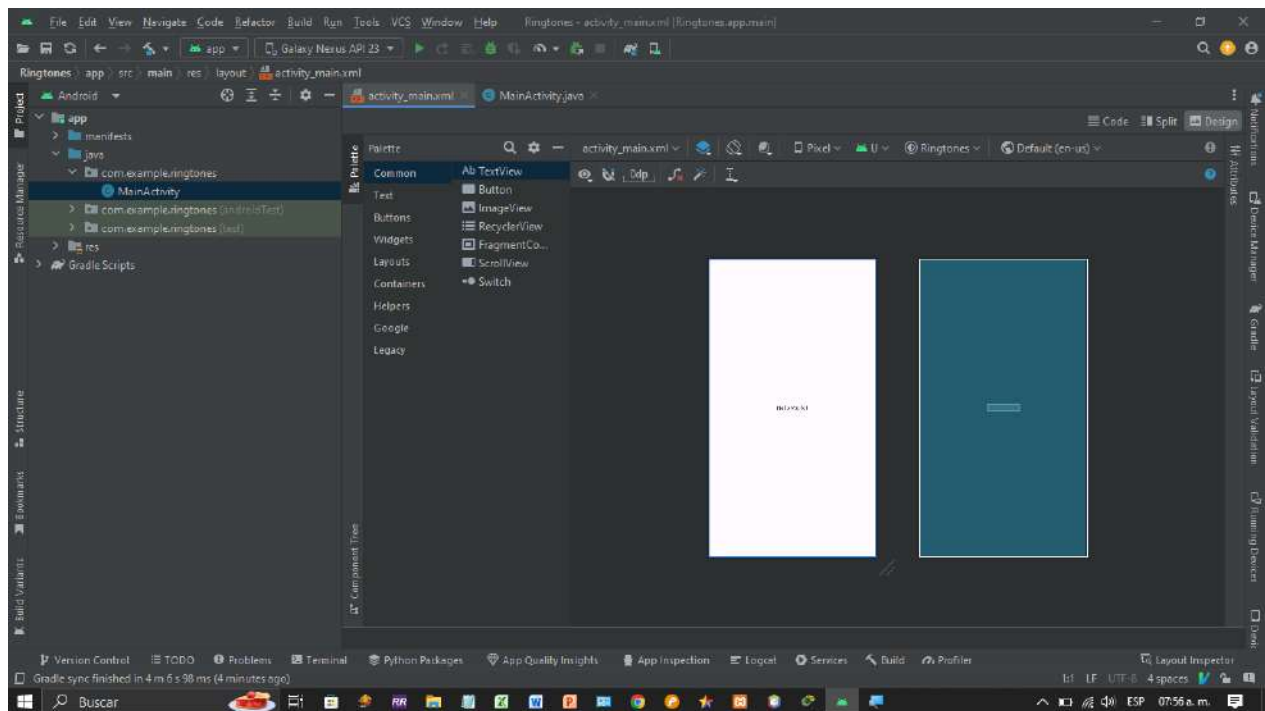 File Edit View Navigate Code Refactor Build Run Tools VCS Window Help Ringtones - activity_main.xml [Ringtones.app.main]
app Galaxy Nexus API 23
Ringtones app src main res layout activity_main.xml
Android activity_main.xml MainActivity.java
Code Split Design
app
manifests
java
com.example.ringtones
MainActivity
com.example.ringtones (androidTest)
com.example.ringtones (test)
res
Gradle Scripts
Palette activity_main.xml Pixel U Ringtones Default (en-us)
0dp
Common
Text
Buttons
Widgets
Layouts
Containers
Helpers
Google
Legacy
Ab TextView
Button
ImageView
RecyclerView
FragmentCo...
ScrollView
Switch
Project
Resource Manager
Structure
Bookmarks
Build Variants
Palette
Component Tree
Notifications
Attributes
Device Manager
Gradle
Layout Validation
Running Devices
Version Control TODO Problems Terminal Python Packages App Quality Insights App Inspection Logcat Services Build Profiler Layout Inspector
Gradle sync finished in 4 m 6 s 98 ms (4 minutes ago) 1:1 LF UTF-8 4 spaces
Buscar RR ESP 07:56 a. m.